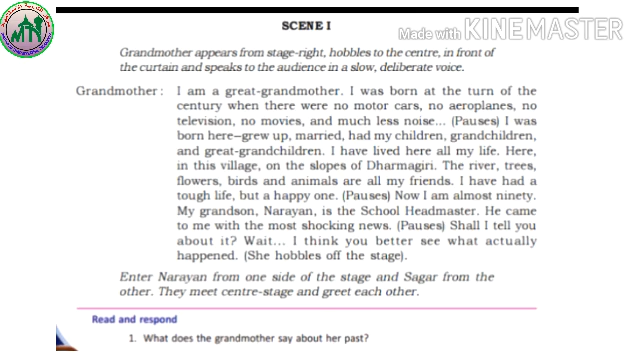 SCENE I
Made with KINEMASTER
Grandmother appears from stage-right, hobbles to the centre, in front of
the curtain and speaks to the audience in a slow, deliberate voice.
Grandmother : I am a great-grandmother. I was born at the turn of the
century when there were no motor cars, no aeroplanes, no
television, no movies, and much less noise... (Pauses) I was
born here—grew up, married, had my children, grandchildren,
and great-grandchildren. I have lived here all my life. Here,
in this village, on the slopes of Dharmagiri. The river, trees,
flowers, birds and animals are all my friends. I have had a
tough life, but a happy one. (Pauses) Now I am almost ninety.
My grandson, Narayan, is the School Headmaster. He came
to me with the most shocking news. (Pauses) Shall I tell you
about it? Wait... I think you better see what actually
happened. (She hobbles off the stage).
Enter Narayan from one side of the stage and Sagar from the
other. They meet centre-stage and greet each other.
Read and respond
1. What does the grandmother say about her past?